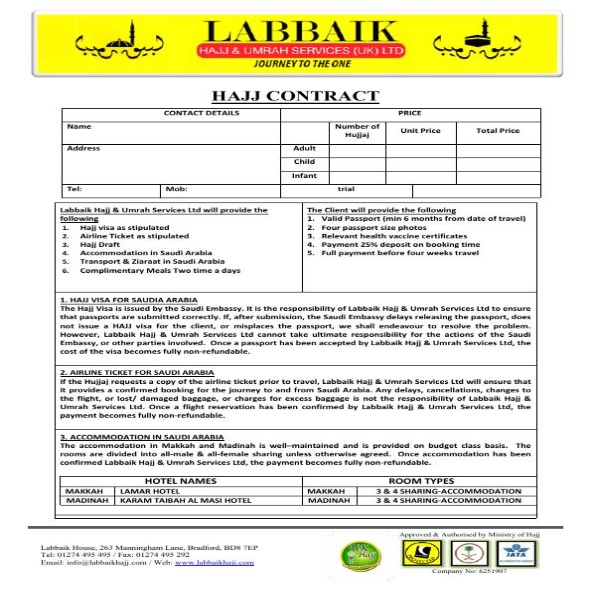 LABBAIK
HAJJ & UMRAH SERVICES (UK) LTD
JOURNEY TO THE ONE
HAJJ CONTRACT
CONTACT DETAILS PRICE
Name Number of Hujjaj Unit Price Total Price
Address Adult
Child
Infant
Tel: Mob: trial
Labbaik Hajj & Umrah Services Ltd will provide the
following
1. Hajj visa as stipulated
2. Airline Ticket as stipulated
3. Hajj Draft
4. Accommodation in Saudi Arabia
5. Transport & Ziaraat in Saudi Arabia
6. Complimentary Meals Two time a days
The Client will provide the following
1. Valid Passport (min 6 months from date of travel)
2. Four passport size photos
3. Relevant health vaccine certificates
4. Payment 25% deposit on booking time
5. Full payment before four weeks travel
1. HAJJ VISA FOR SAUDIA ARABIA
The Hajj Visa is issued by the Saudi Embassy. It is the responsibility of Labbaik Hajj & Umrah Services Ltd to ensure
that passports are submitted correctly. If, after submission, the Saudi Embassy delays releasing the passport, does
not issue a HAJJ visa for the client, or misplaces the passport, we shall endeavour to resolve the problem.
However, Labbaik Hajj & Umrah Services Ltd cannot take ultimate responsibility for the actions of the Saudi
Embassy, or other parties involved. Once a passport has been accepted by Labbaik Hajj & Umrah Services Ltd, the
cost of the visa becomes fully non-refundable.
2. AIRLINE TICKET FOR SAUDI ARABIA
If the Hujjaj requests a copy of the airline ticket prior to travel, Labbaik Hajj & Umrah Services Ltd will ensure that
it provides a confirmed booking for the journey to and from Saudi Arabia. Any delays, cancellations, changes to
the flight, or lost/ damaged baggage, or charges for excess baggage is not the responsibility of Labbaik Hajj &
Umrah Services Ltd. Once a flight reservation has been confirmed by Labbaik Hajj & Umrah Services Ltd, the
payment becomes fully non-refundable.
3. ACCOMMODATION IN SAUDI ARABIA
The accommodation in Makkah and Madinah is well–maintained and is provided on budget class basis. The
rooms are divided into all-male & all-female sharing unless otherwise agreed. Once accommodation has been
confirmed Labbaik Hajj & Umrah Services Ltd, the payment becomes fully non-refundable.
HOTEL NAMES ROOM TYPES
MAKKAH LAMAR HOTEL MAKKAH 3 & 4 SHARING-ACCOMMODATION
MADINAH KARAM TAIBAH AL MASI HOTEL MADINAH 3 & 4 SHARING-ACCOMMODATION
Labbaik House, 263 Manningham Lane, Bradford, BD8 7EP
Tel: 01274 495 495 / Fax: 01274 495 292
Email: info@labbaikhajj.com / Web: www.labbaikhajj.com
Approved & Authorised by Ministry of Hajj
IATA
Company No: 6251907